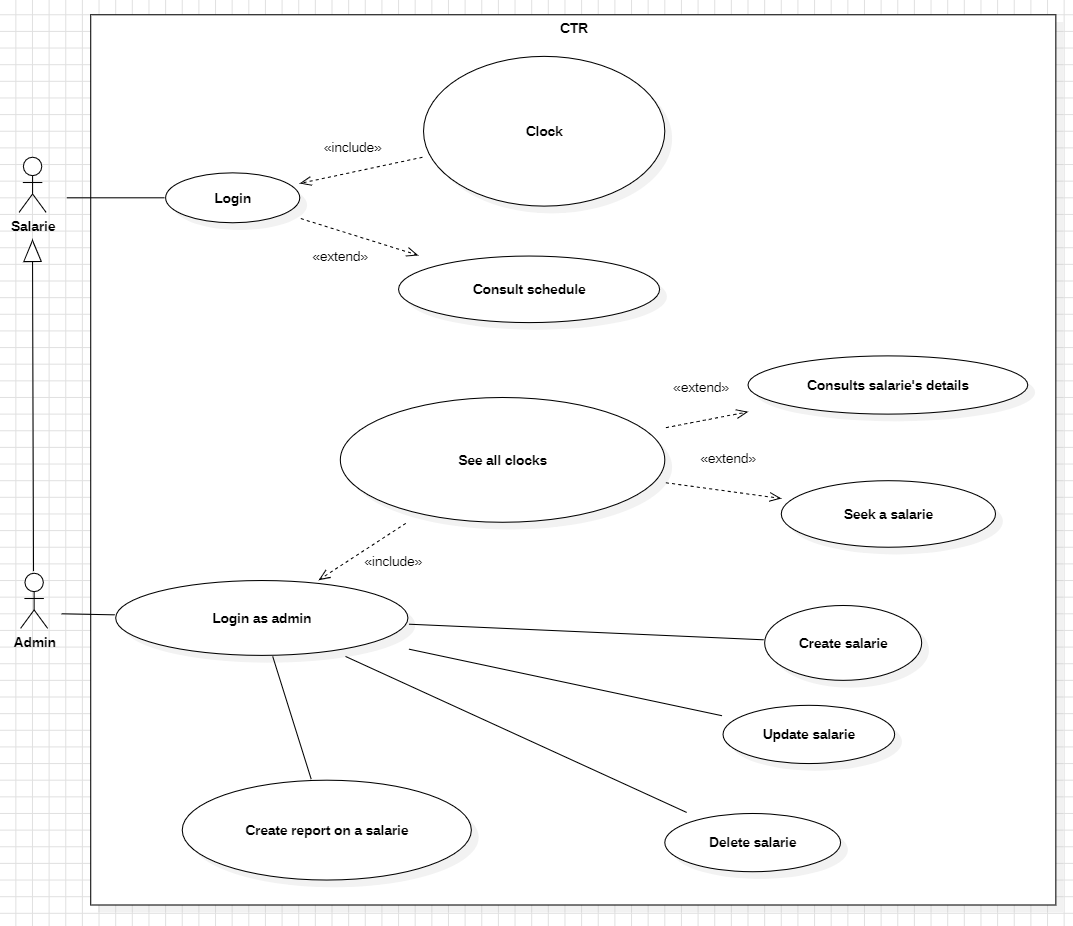 CTR
Clock
«include»
Login
Salarie
«extend»
Consult schedule
«extend»
Consults salarie's details
See all clocks
«extend»
Seek a salarie
«include»
Login as admin
Admin
Create salarie
Update salarie
Create report on a salarie
Delete salarie